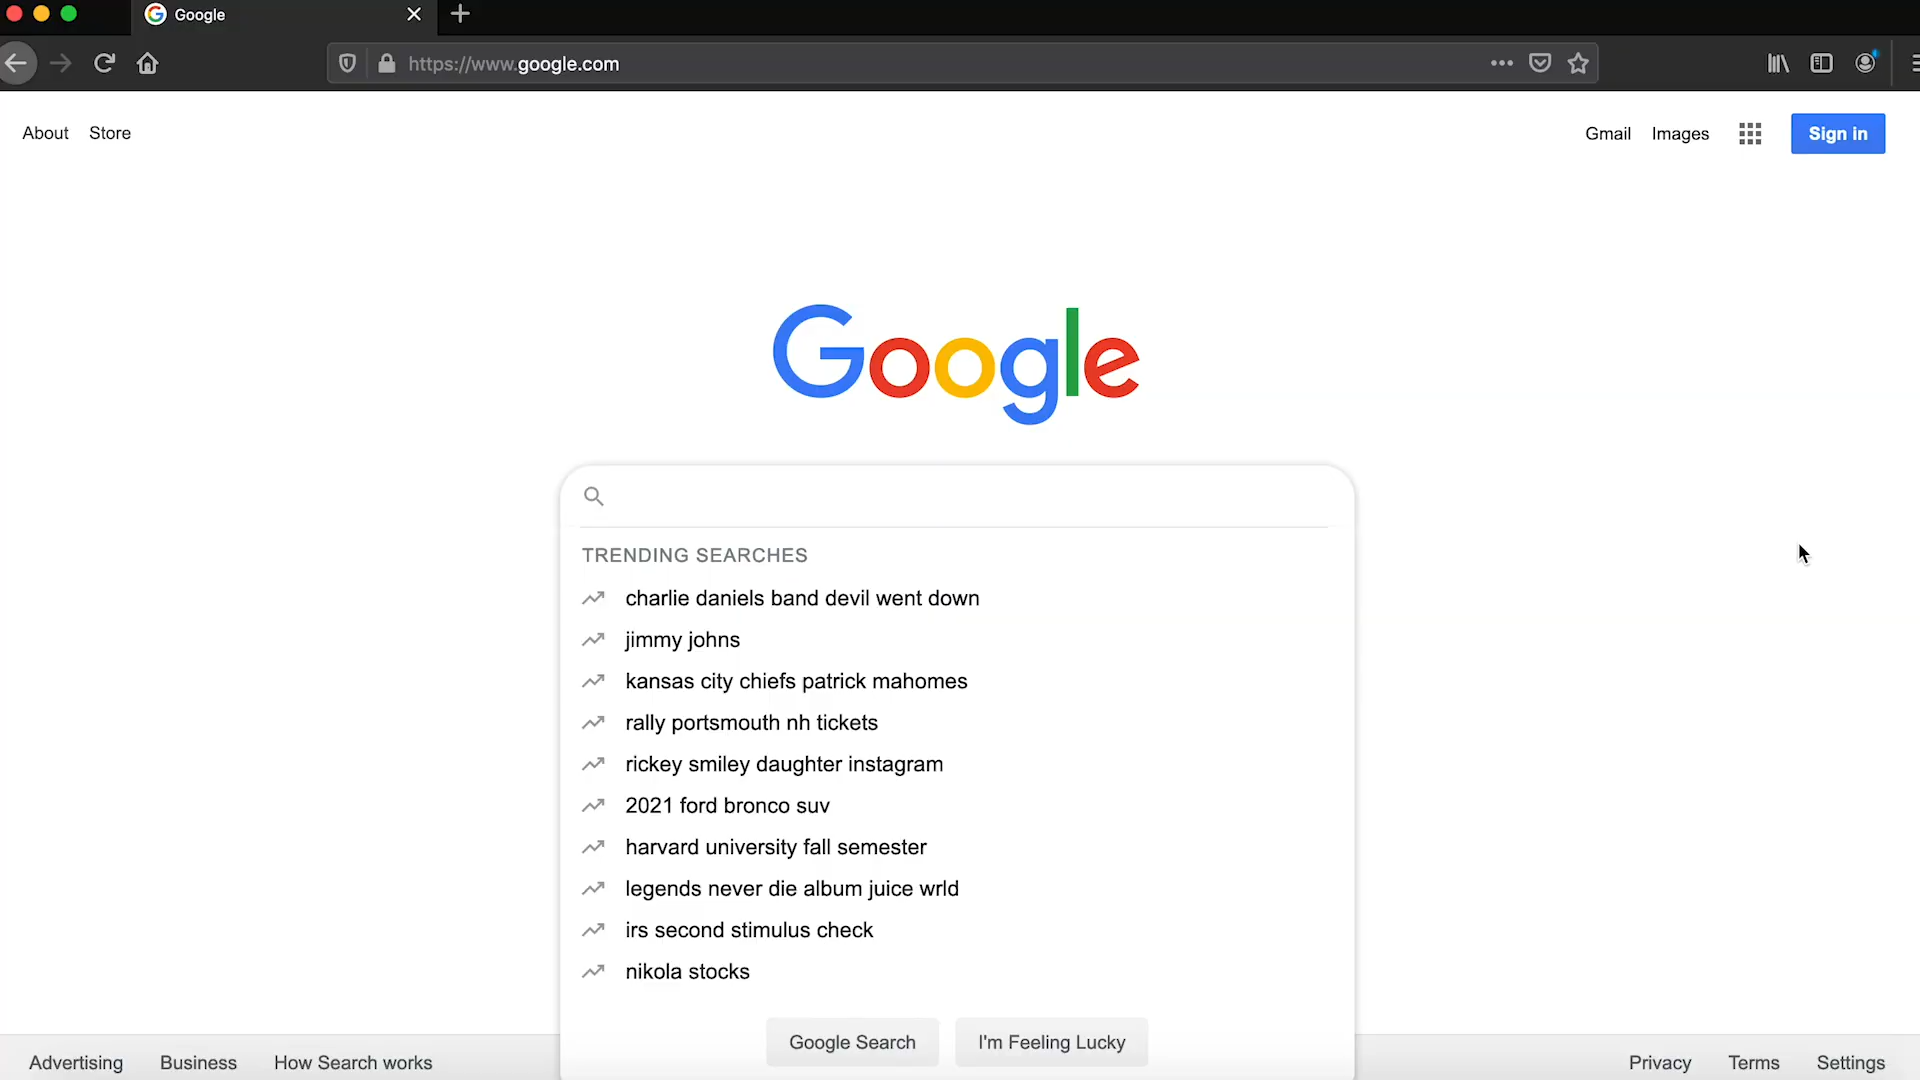 Google
https://www.google.com
About Store
Gmail Images Sign in
Google
TRENDING SEARCHES
charlie daniels band devil went down
jimmy johns
kansas city chiefs patrick mahomes
rally portsmouth nh tickets
rickey smiley daughter instagram
2021 ford bronco suv
harvard university fall semester
legends never die album juice wrld
irs second stimulus check
nikola stocks
Google Search I'm Feeling Lucky
Advertising Business How Search works
Privacy Terms Settings